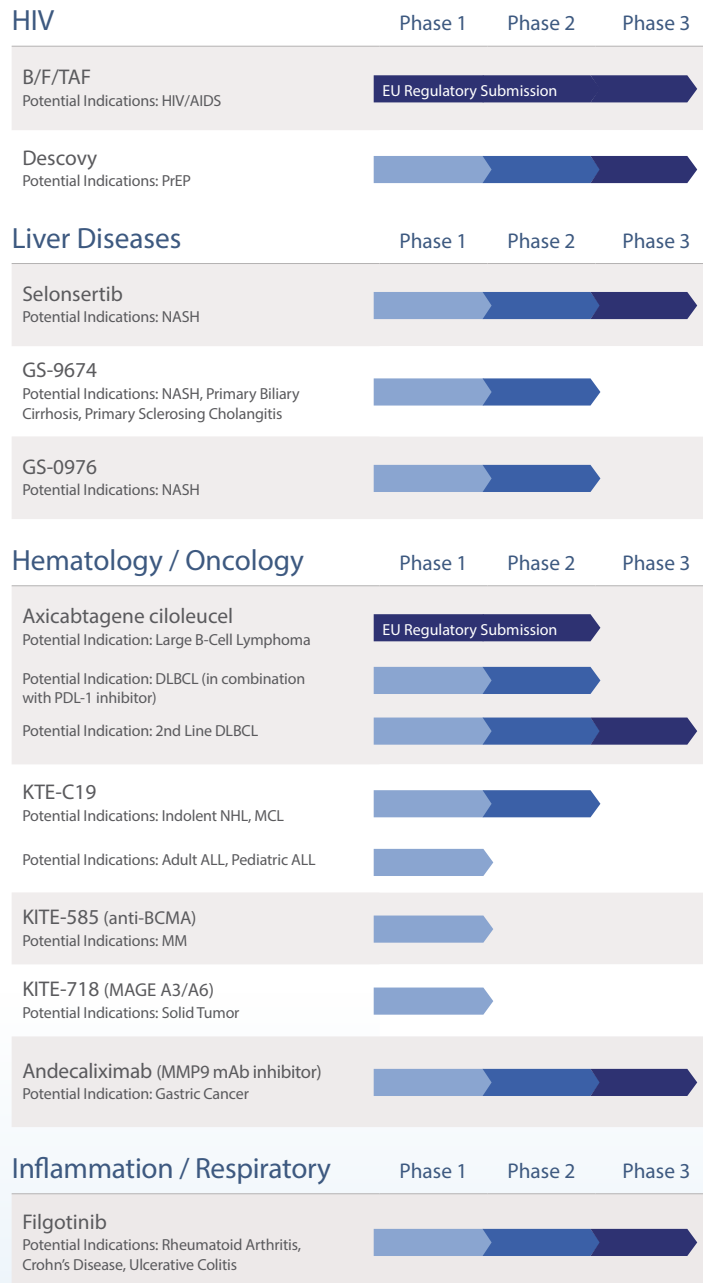 HIV Phase 1 Phase 2 Phase 3
B/F/TAF
Potential Indications: HIV/AIDS
EU Regulatory Submission
Descovy
Potential Indications: PrEP
Liver Diseases Phase 1 Phase 2 Phase 3
Selonsertib
Potential Indications: NASH
GS-9674
Potential Indications: NASH, Primary Biliary
Cirrhosis, Primary Sclerosing Cholangitis
GS-0976
Potential Indications: NASH
Hematology / Oncology Phase 1 Phase 2 Phase 3
Axicabtagene ciloleucel
Potential Indication: Large B-Cell Lymphoma
EU Regulatory Submission
Potential Indication: DLBCL (in combination
with PDL-1 inhibitor)
Potential Indication: 2nd Line DLBCL
KTE-C19
Potential Indications: Indolent NHL, MCL
Potential Indications: Adult ALL, Pediatric ALL
KITE-585 (anti-BCMA)
Potential Indications: MM
KITE-718 (MAGE A3/A6)
Potential Indications: Solid Tumor
Andecaliximab (MMP9 mAb inhibitor)
Potential Indication: Gastric Cancer
Inflammation / Respiratory Phase 1 Phase 2 Phase 3
Filgotinib
Potential Indications: Rheumatoid Arthritis,
Crohn's Disease, Ulcerative Colitis